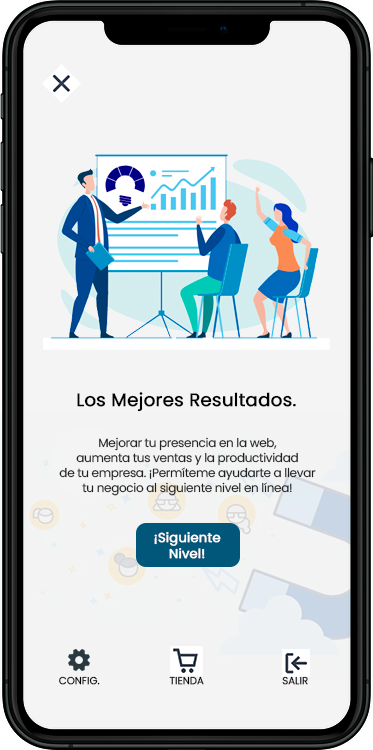 Los Mejores Resultados.
Mejorar tu presencia en la web,
aumenta tus ventas y la productividad
de tu empresa. ¡Permíteme ayudarte a llevar
tu negocio al siguiente nivel en línea!
¡Siguiente
Nivel!
CONFIG.
TIENDA
SALIR